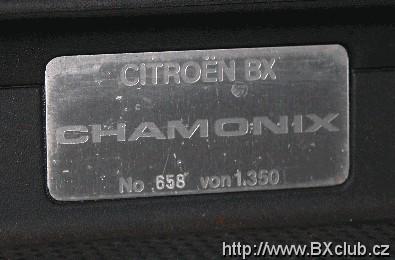 CITROËN BX
CHAMONIX
No 658 von 1.350
http://www.BXclub.cz